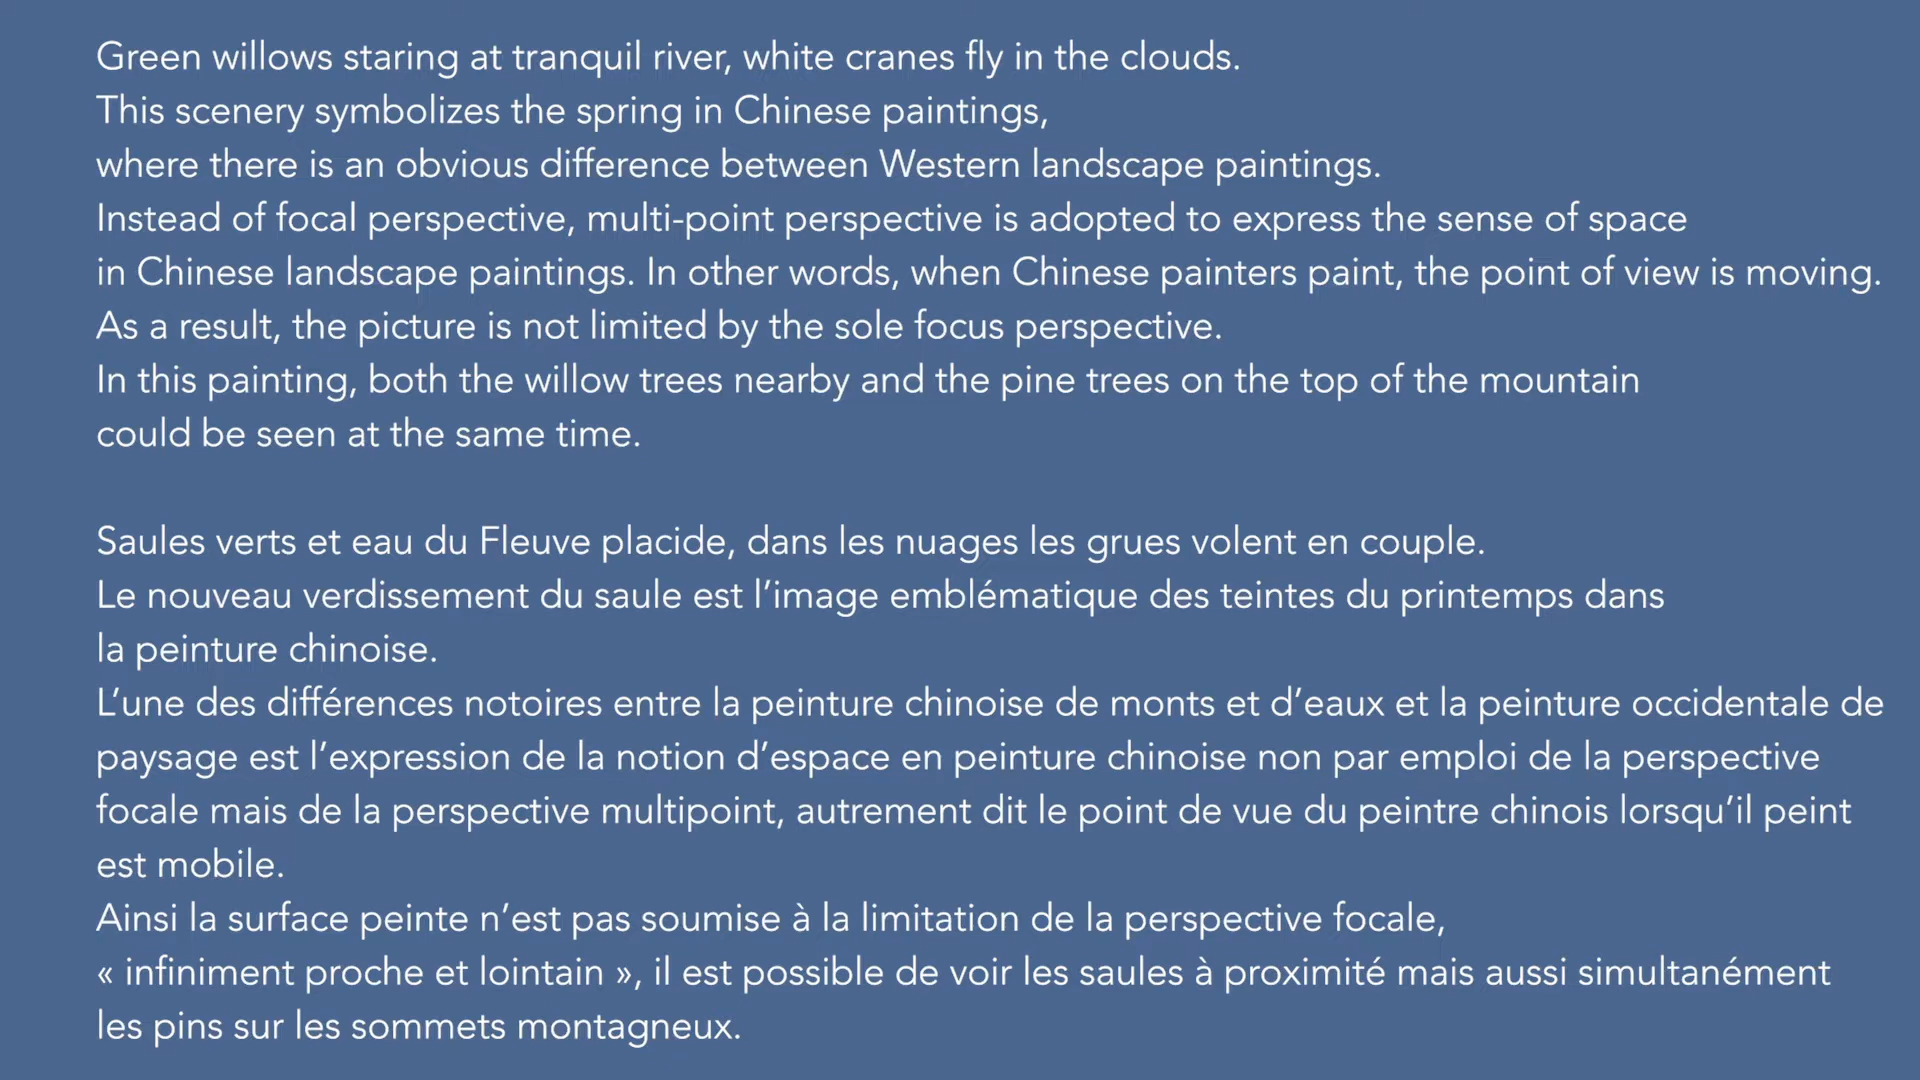 Green willows staring at tranquil river, white cranes fly in the clouds.
This scenery symbolizes the spring in Chinese paintings,
where there is an obvious difference between Western landscape paintings.
Instead of focal perspective, multi-point perspective is adopted to express the sense of space
in Chinese landscape paintings. In other words, when Chinese painters paint, the point of view is moving.
As a result, the picture is not limited by the sole focus perspective.
In this painting, both the willow trees nearby and the pine trees on the top of the mountain
could be seen at the same time.
Saules verts et eau du Fleuve placide, dans les nuages les grues volent en couple.
Le nouveau verdissement du saule est l’image emblématique des teintes du printemps dans
la peinture chinoise.
L’une des différences notoires entre la peinture chinoise de monts et d’eaux et la peinture occidentale de
paysage est l’expression de la notion d’espace en peinture chinoise non par emploi de la perspective
focale mais de la perspective multipoint, autrement dit le point de vue du peintre chinois lorsqu’il peint
est mobile.
Ainsi la surface peinte n’est pas soumise à la limitation de la perspective focale,
« infiniment proche et lointain », il est possible de voir les saules à proximité mais aussi simultanément
les pins sur les sommets montagneux.